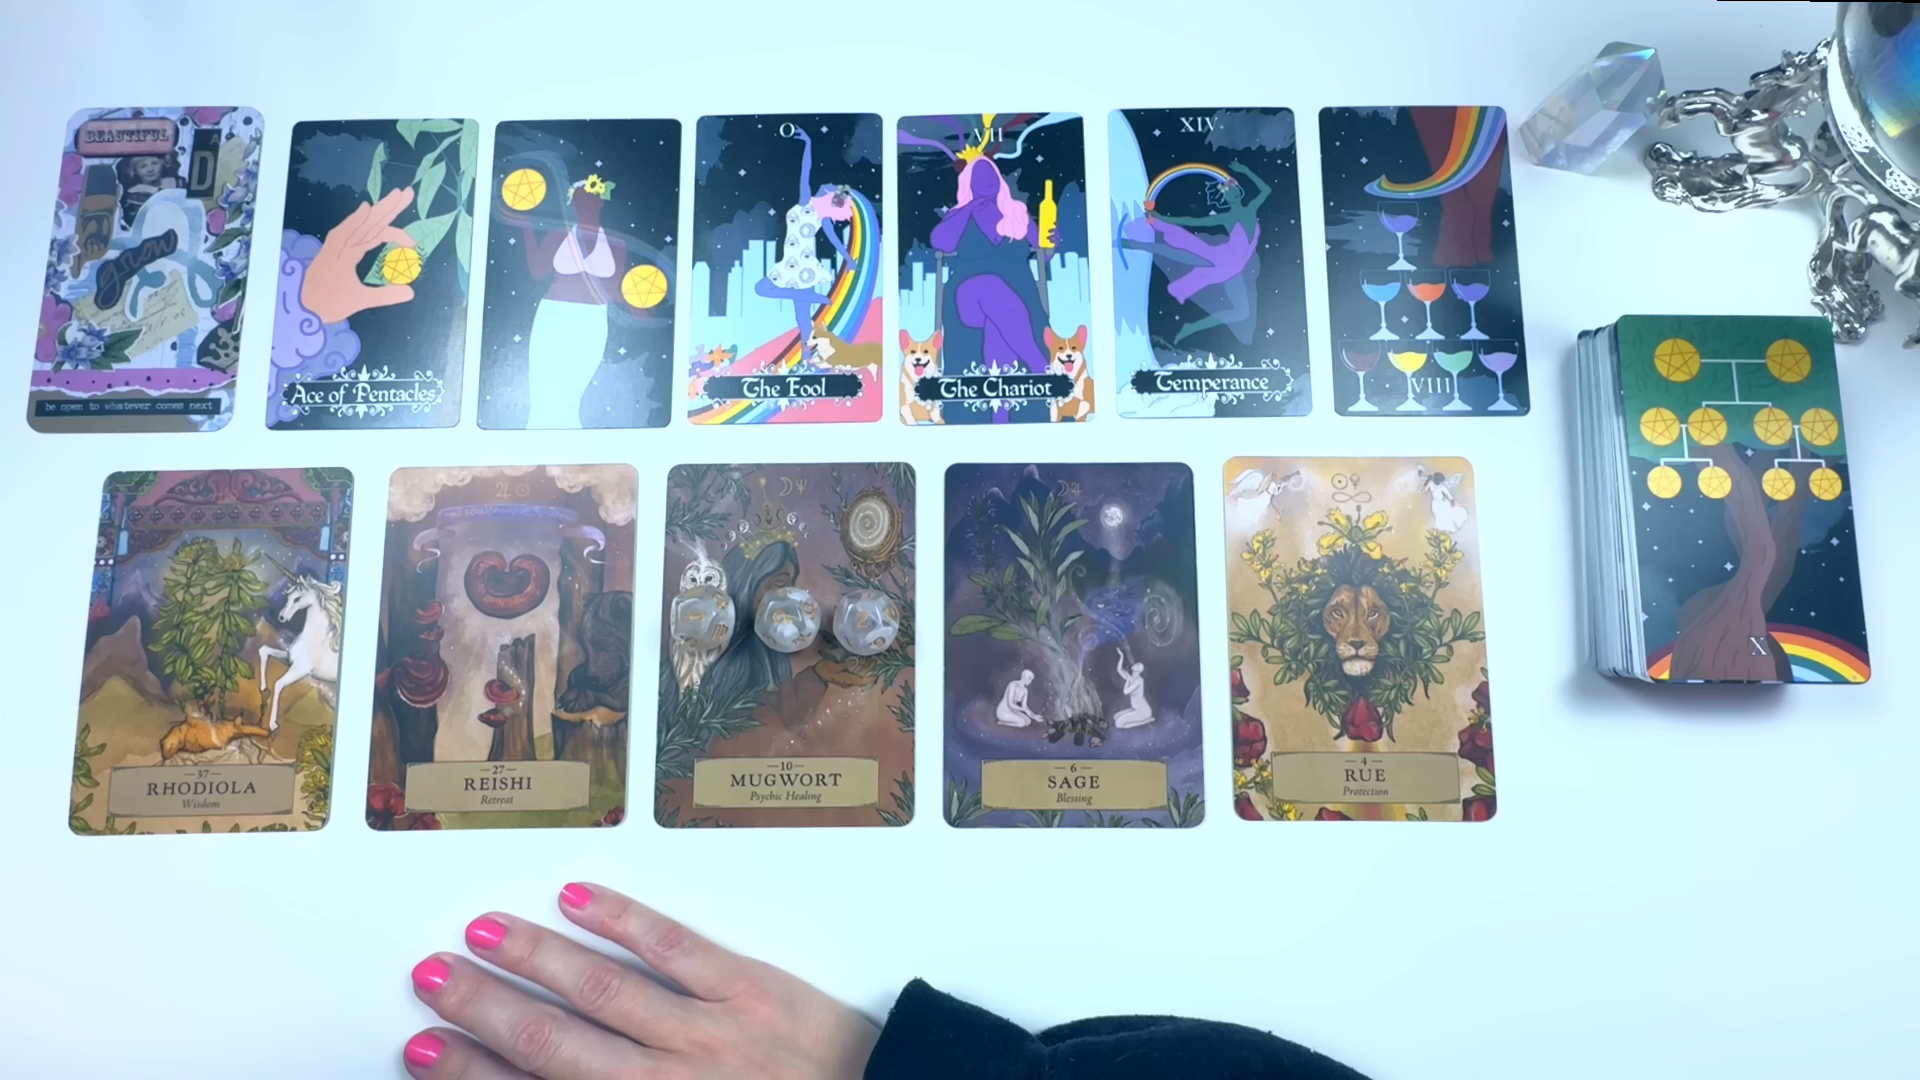 BEAUTIFUL
D
grow
be open to whatever comes next
Ace of Pentacles
O
The Fool
VII
The Chariot
XIV
Temperance
VIII
X
—37—
RHODIOLA
Wisdom
—27—
REISHI
Retreat
—10—
MUGWORT
Psychic Healing
—6—
SAGE
Blessing
—4—
RUE
Protection